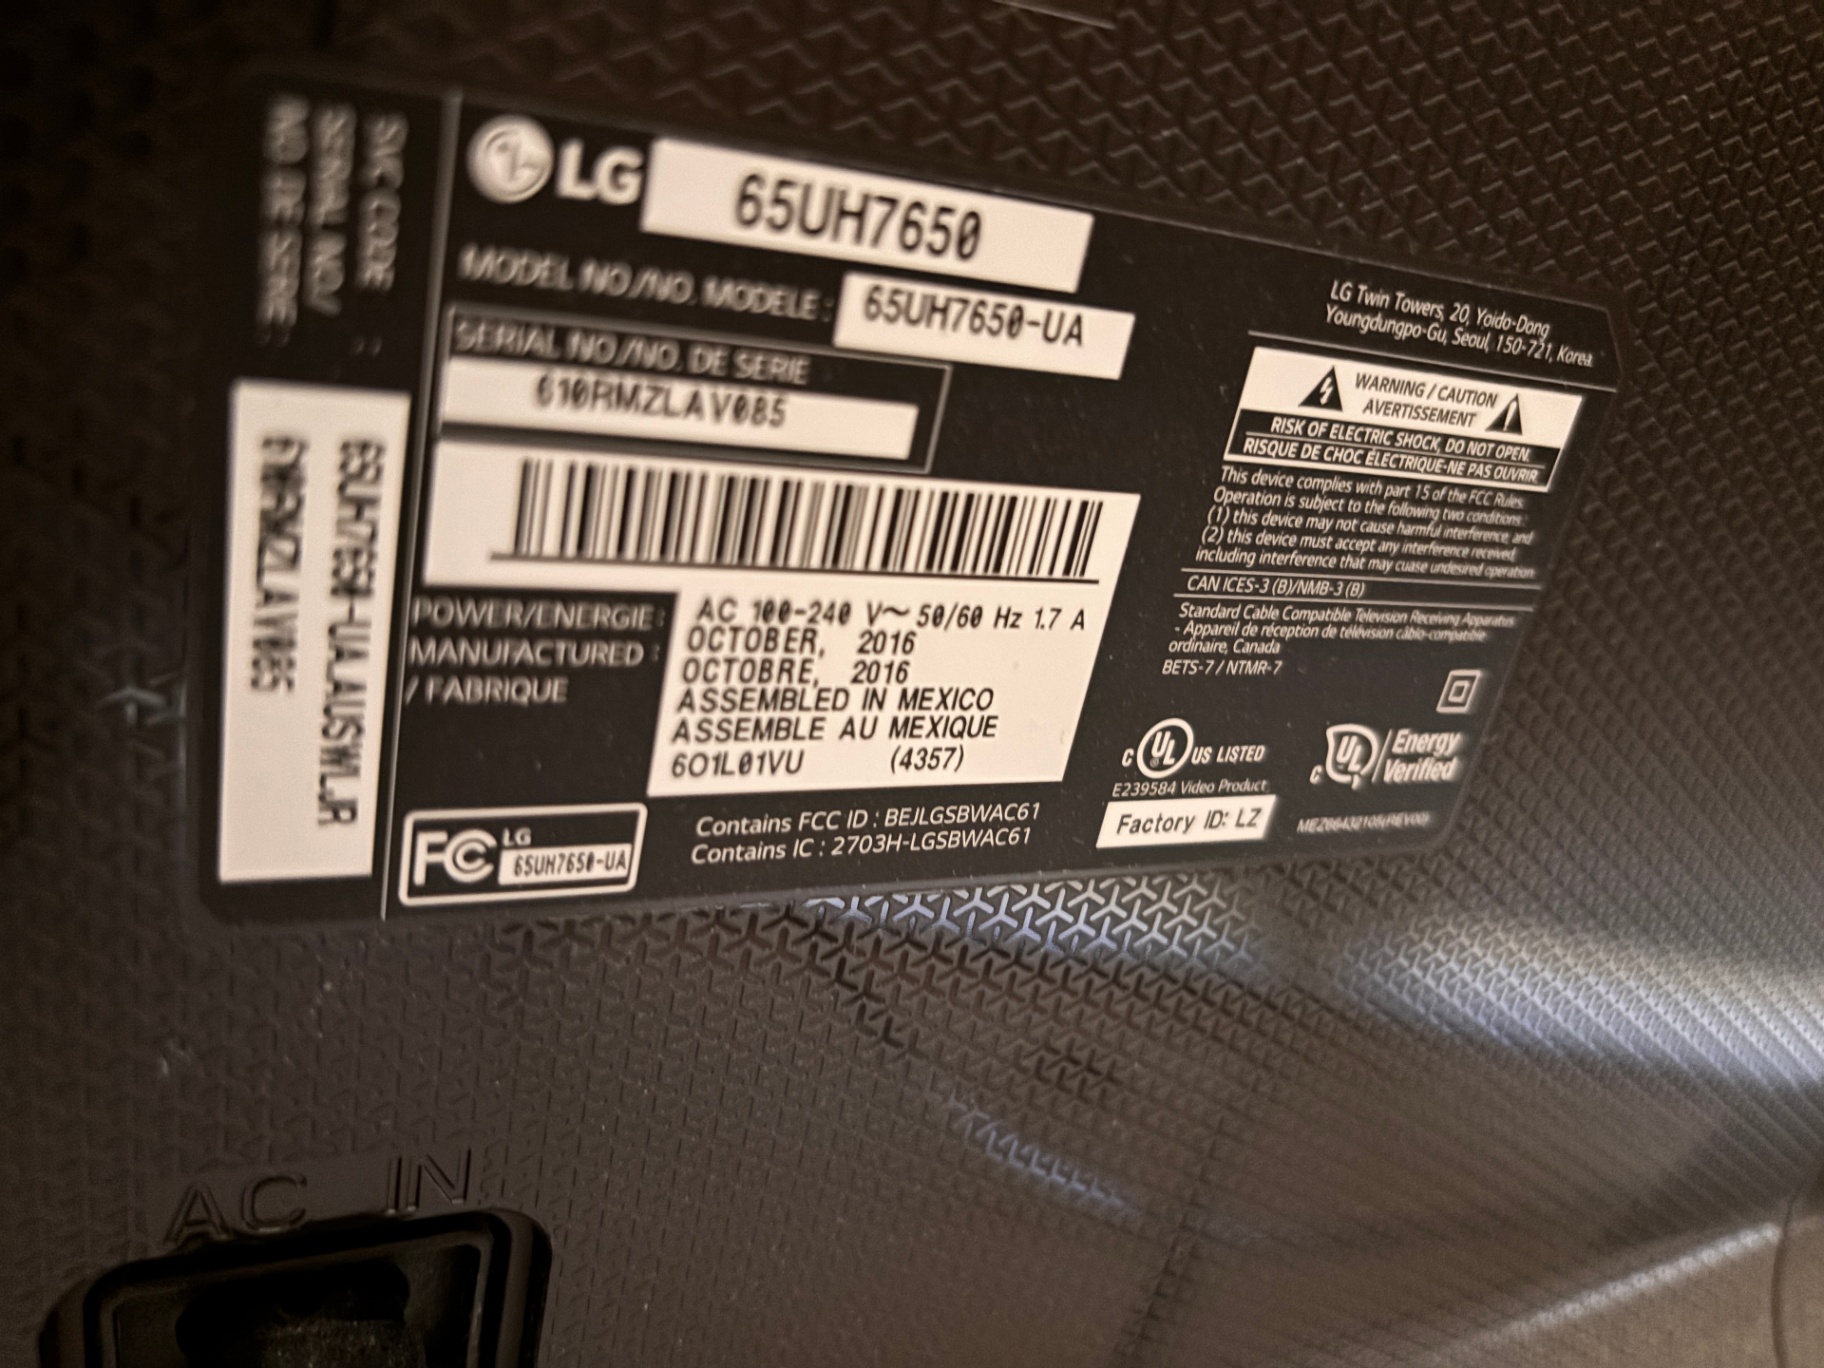 SVC CODE :
SERIAL NO./
NO. DE SERIE :
65UH7650-UA.AUSWLJR
610RMZLAV085
LG 65UH7650
MODEL NO./NO. MODELE : 65UH7650-UA
SERIAL NO./NO. DE SERIE
610RMZLAV085
POWER/ENERGIE : AC 100-240 V~ 50/60 Hz 1.7 A
MANUFACTURED : OCTOBER, 2016
/ FABRIQUE OCTOBRE, 2016
ASSEMBLED IN MEXICO
ASSEMBLE AU MEXIQUE
601L01VU (4357)
FC LG
65UH7650-UA
Contains FCC ID : BEJLGSBWAC61
Contains IC : 2703H-LGSBWAC61
LG Twin Towers, 20, Yoido-Dong
Youngdungpo-Gu, Seoul, 150-721, Korea
WARNING / CAUTION
AVERTISSEMENT
RISK OF ELECTRIC SHOCK, DO NOT OPEN.
RISQUE DE CHOC ÉLECTRIQUE-NE PAS OUVRIR
This device complies with part 15 of the FCC Rules.
Operation is subject to the following two conditions:
(1) this device may not cause harmful interference, and
(2) this device must accept any interference received,
including interference that may cuase undesired operation
CAN ICES-3 (B)/NMB-3 (B)
Standard Cable Compatible Television Receiving Apparatus
- Appareil de réception de télévision câblo-compatible
ordinaire, Canada
BETS-7 / NTMR-7
C UL US LISTED
E239584 Video Product
Factory ID: LZ
C UL Energy
Verified
MEZ66432105(REV00)
AC IN